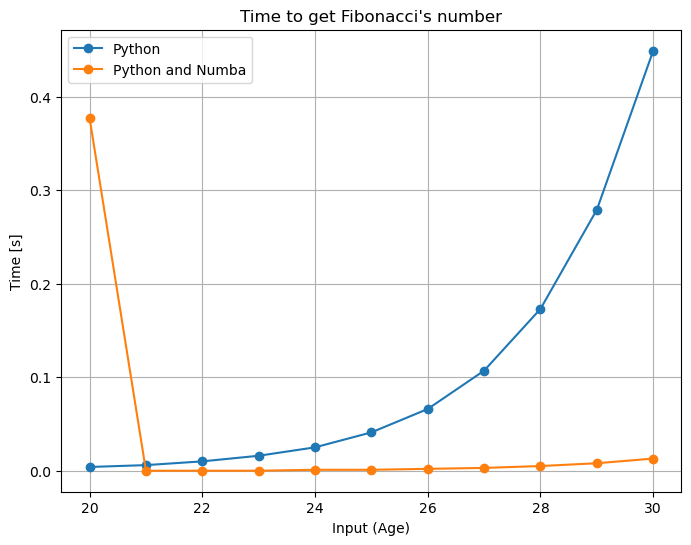 Time to get Fibonacci's number
Python
Python and Numba
Time [s]
0.4
0.3
0.2
0.1
0.0
20 22 24 26 28 30
Input (Age)